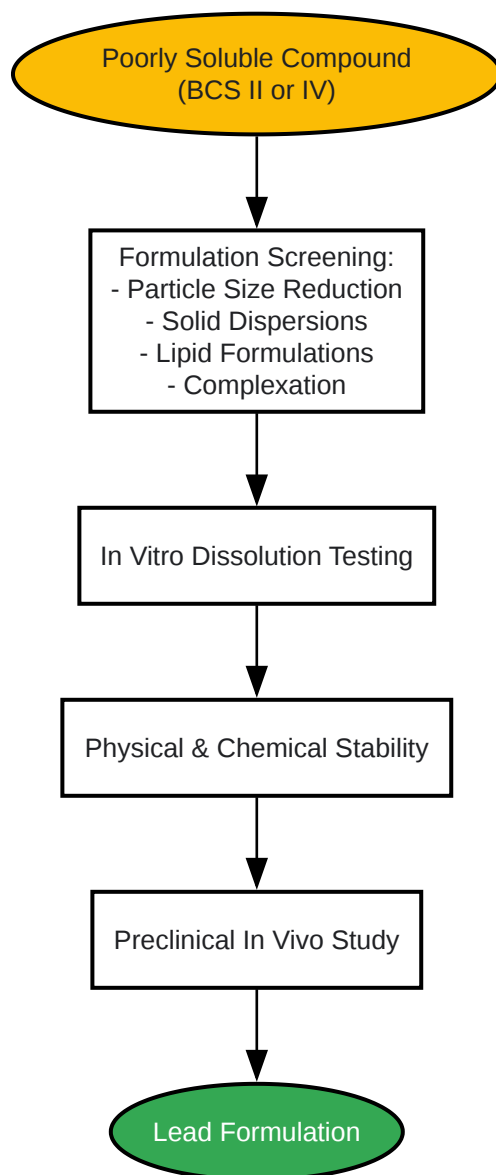 Poorly Soluble Compound
(BCS II or IV)
Formulation Screening:
- Particle Size Reduction
- Solid Dispersions
- Lipid Formulations
- Complexation
In Vitro Dissolution Testing
Physical & Chemical Stability
Preclinical In Vivo Study
Lead Formulation